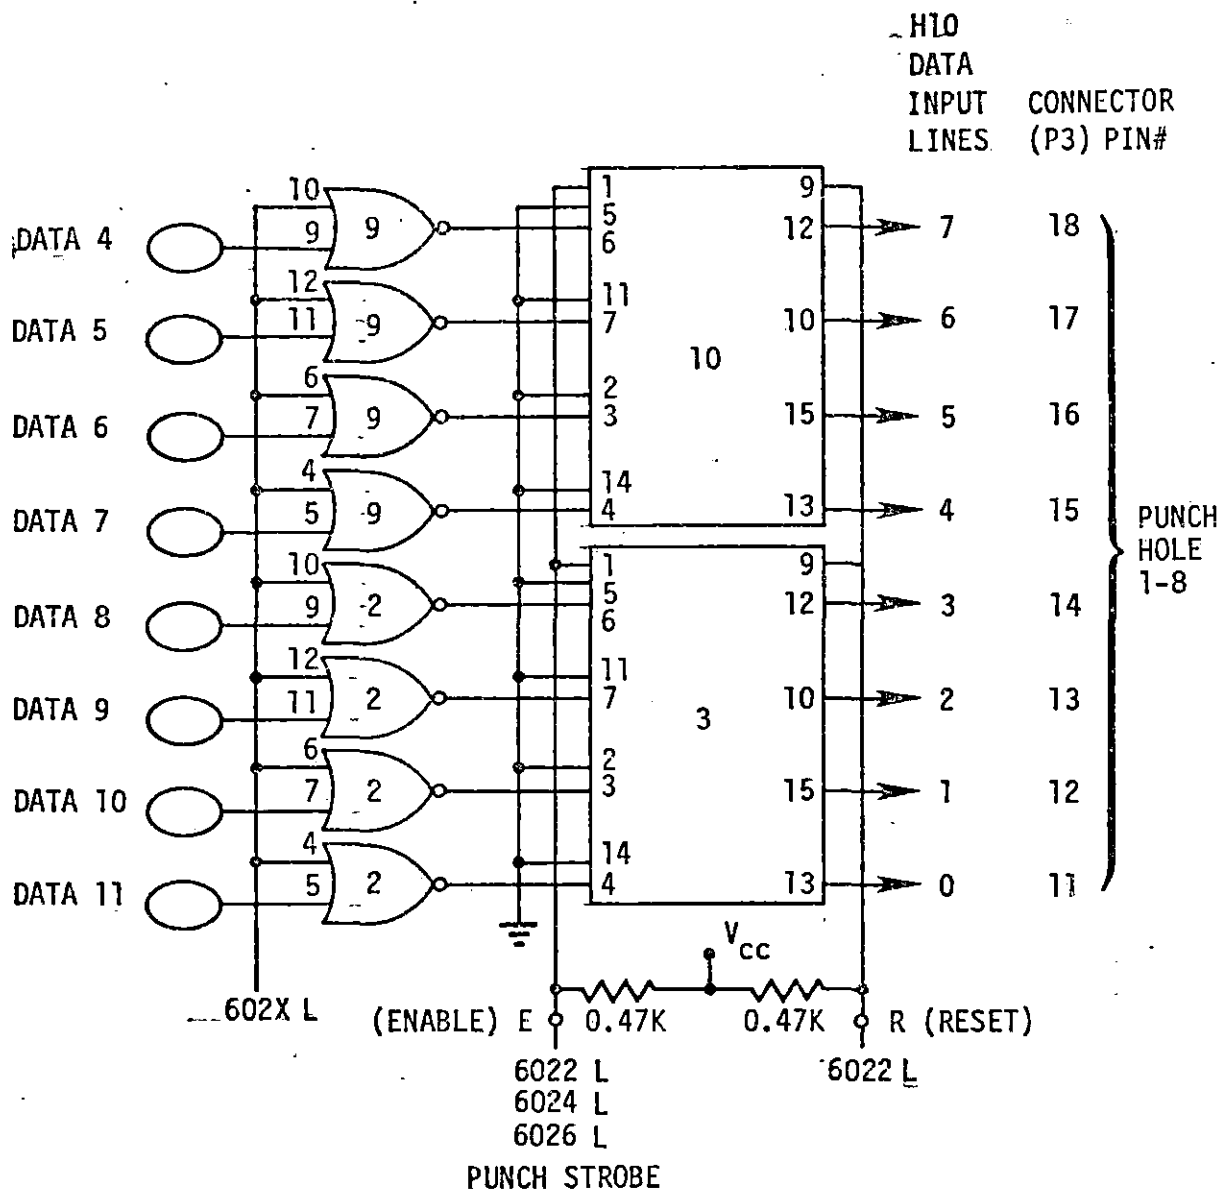 H10
DATA
INPUT CONNECTOR
LINES (P3) PIN#
DATA 4 10 9 9 1 5 6 9 12 7 18
DATA 5 12 11 9 11 7 10 6 17
10
DATA 6 6 7 9 2 3 15 5 16
DATA 7 4 5 9 14 4 13 4 15
PUNCH
HOLE
1-8
DATA 8 10 9 2 1 5 6 9 12 3 14
DATA 9 12 11 2 11 7 10 2 13
3
DATA 10 6 7 2 2 3 15 1 12
DATA 11 4 5 2 14 4 13 0 11
VCC
602X L (ENABLE) E 0.47K 0.47K R (RESET)
6022 L 6022 L
6024 L
6026 L
PUNCH STROBE